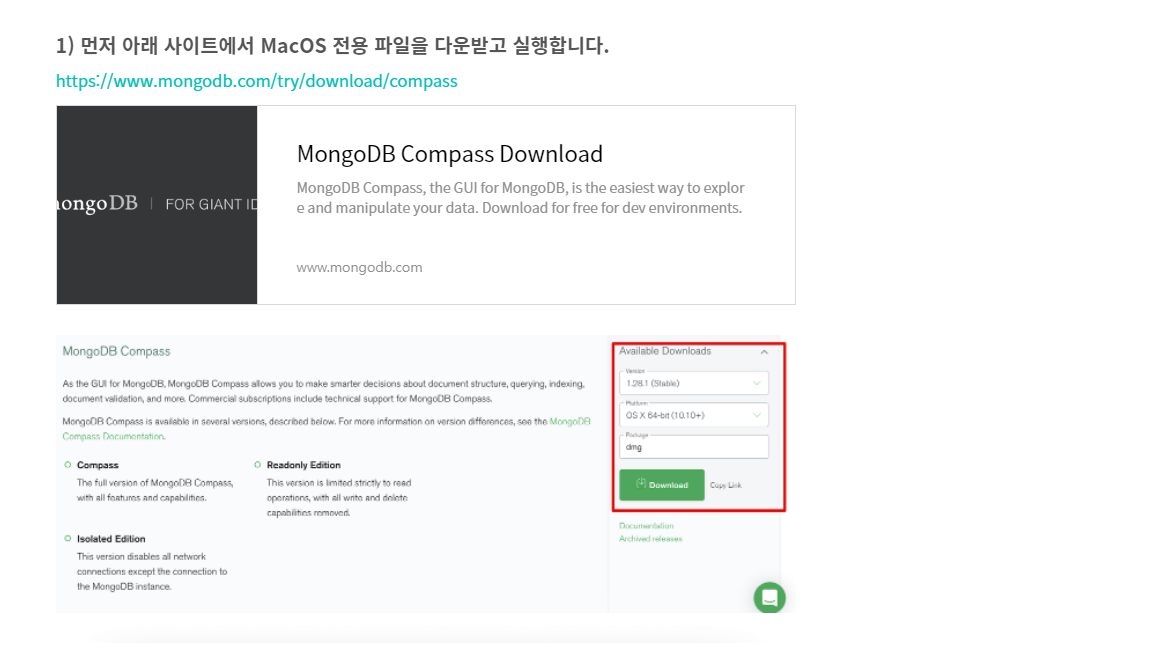 1) 먼저 아래 사이트에서 MacOS 전용 파일을 다운받고 실행합니다.
https://www.mongodb.com/try/download/compass
MongoDB Compass Download
MongoDB Compass, the GUI for MongoDB, is the easiest way to explor
e and manipulate your data. Download for free for dev environments.
ongoDB | FOR GIANT ID
www.mongodb.com
MongoDB Compass
As the GUI for MongoDB, MongoDB Compass allows you to make smarter decisions about document structure, querying, indexing,
document validation, and more. Commercial subscriptions include technical support for MongoDB Compass.
MongoDB Compass is available in several versions, described below. For more information on version differences, see the MongoDB
Compass Documentation.
Compass
The full version of MongoDB Compass,
with all features and capabilities.
Readonly Edition
This version is limited strictly to read
operations, with all write and delete
capabilities removed.
Isolated Edition
This version disables all network
connections except the connection to
the MongoDB instance.
Available Downloads
Version
1.28.1 (Stable)
Platform
OS X 64-bit (10.10+)
Package
dmg
Download
Copy Link
Documentation
Archived releases